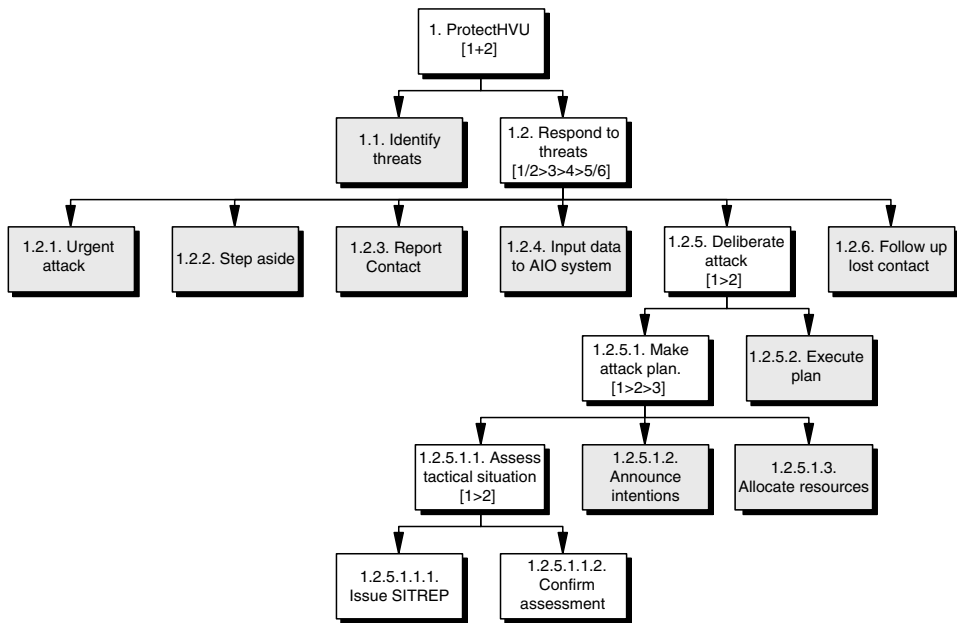 1. ProtectHVU
[1+2]
1.1. Identify
threats
1.2. Respond to
threats
[1/2>3>4>5/6]
1.2.1. Urgent
attack
1.2.2. Step aside
1.2.3. Report
Contact
1.2.4. Input data
to AIO system
1.2.5. Deliberate
attack
[1>2]
1.2.6. Follow up
lost contact
1.2.5.1. Make
attack plan.
[1>2>3]
1.2.5.2. Execute
plan
1.2.5.1.1. Assess
tactical situation
[1>2]
1.2.5.1.2.
Announce
intentions
1.2.5.1.3.
Allocate resources
1.2.5.1.1.1.
Issue SITREP
1.2.5.1.1.2.
Confirm
assessment